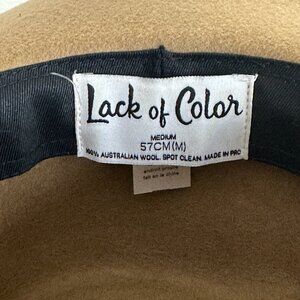 Lack of Color
MEDIUM
57CM (M)
100% AUSTRALIAN WOOL. SPOT CLEAN. MADE IN PRC